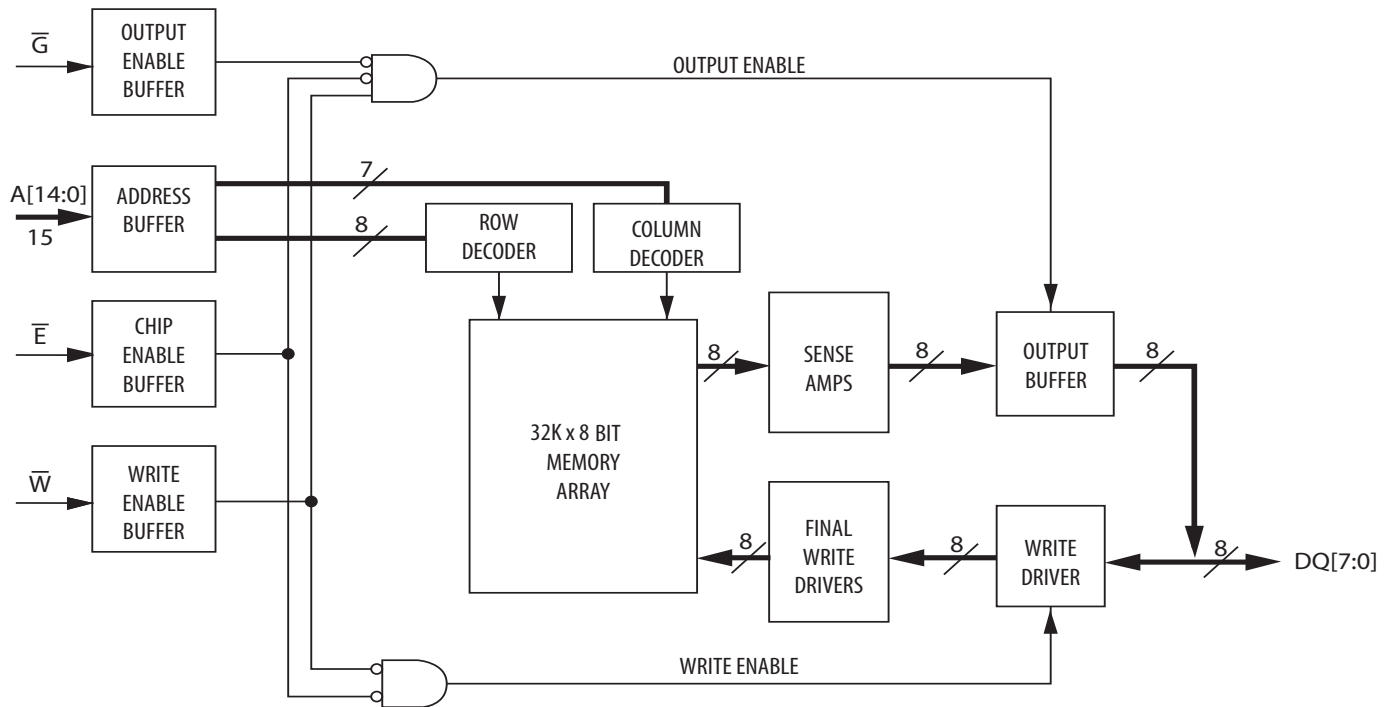 G̅
OUTPUT
ENABLE
BUFFER
OUTPUT ENABLE
A[14:0]
15
ADDRESS
BUFFER
7
8
ROW
DECODER
COLUMN
DECODER
E̅
CHIP
ENABLE
BUFFER
32K x 8 BIT
MEMORY
ARRAY
8
SENSE
AMPS
8
OUTPUT
BUFFER
8
W̅
WRITE
ENABLE
BUFFER
8
FINAL
WRITE
DRIVERS
8
WRITE
DRIVER
8
DQ[7:0]
WRITE ENABLE